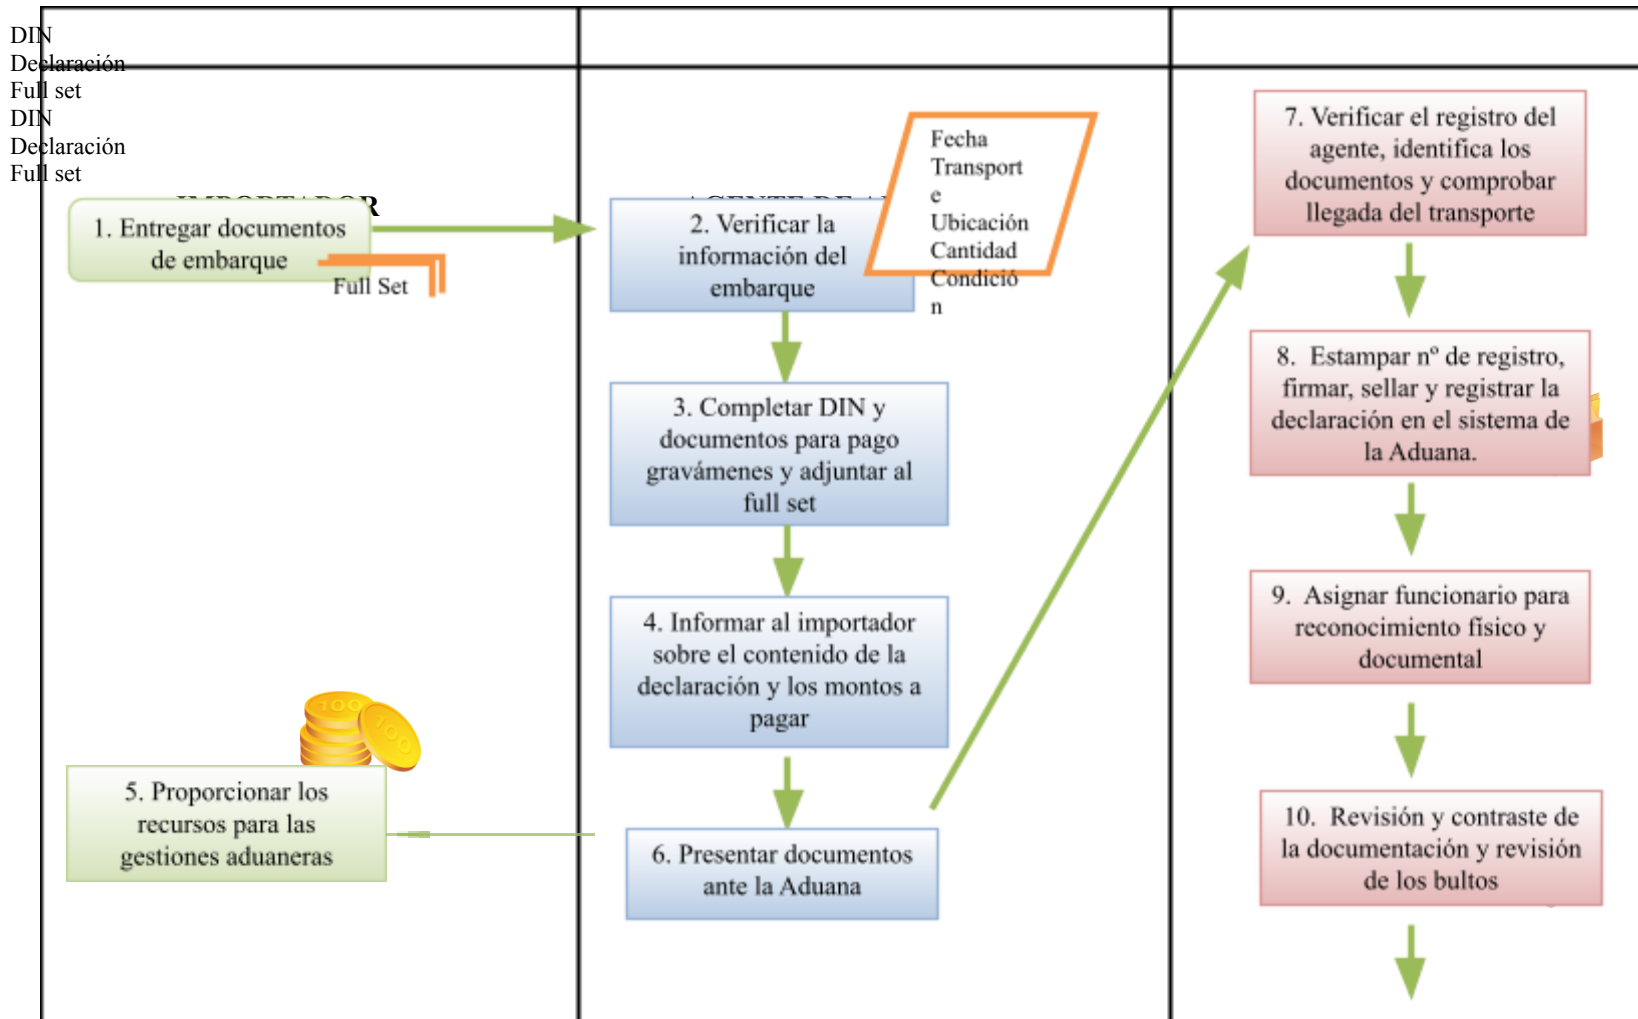 DIN
Declaración
Full set
DIN
Declaración
Full set
1. Entregar documentos
de embarque
Full Set
5. Proporcionar los
recursos para las
gestiones aduaneras
IMPORTADOR
AGENTE DE
2. Verificar la
información del
embarque
Fecha
Transport
e
Ubicación
Cantidad
Condició
n
3. Completar DIN y
documentos para pago
gravámenes y adjuntar al
full set
4. Informar al importador
sobre el contenido de la
declaración y los montos a
pagar
6. Presentar documentos
ante la Aduana
7. Verificar el registro del
agente, identifica los
documentos y comprobar
llegada del transporte
8. Estampar nº de registro,
firmar, sellar y registrar la
declaración en el sistema de
la Aduana.
9. Asignar funcionario para
reconocimiento físico y
documental
10. Revisión y contraste de
la documentación y revisión
de los bultos
100
100